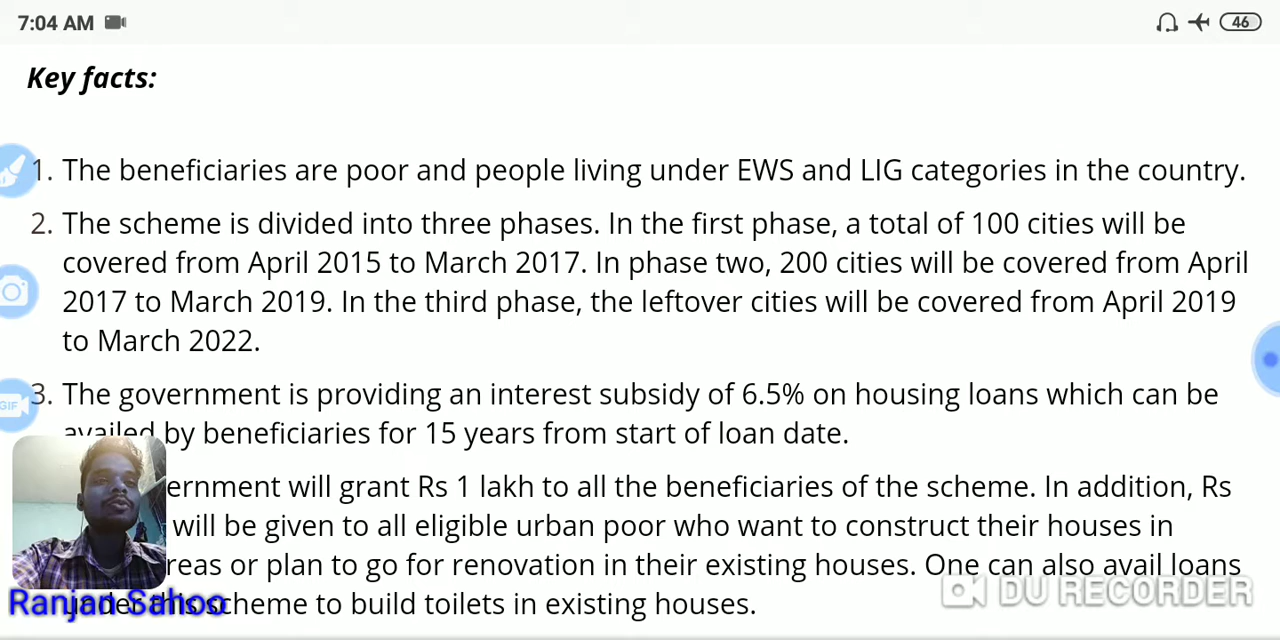 7:04 AM
46
Key facts:
1. The beneficiaries are poor and people living under EWS and LIG categories in the country.
2. The scheme is divided into three phases. In the first phase, a total of 100 cities will be
covered from April 2015 to March 2017. In phase two, 200 cities will be covered from April
2017 to March 2019. In the third phase, the leftover cities will be covered from April 2019
to March 2022.
3. The government is providing an interest subsidy of 6.5% on housing loans which can be
GIF
availed by beneficiaries for 15 years from start of loan date.
ernment will grant Rs 1 lakh to all the beneficiaries of the scheme. In addition, Rs
will be given to all eligible urban poor who want to construct their houses in
reas or plan to go for renovation in their existing houses. One can also avail loans
DU RECORDER
Ranjan Sahoo
under this scheme to build toilets in existing houses.